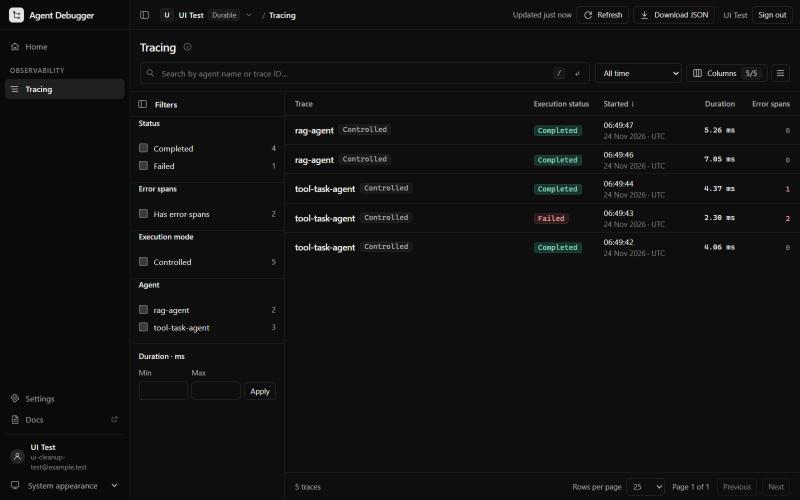 Agent Debugger
U UI Test Durable / Tracing
Updated just now Refresh Download JSON UI Test Sign out
Home
OBSERVABILITY
Tracing
Tracing
Search by agent name or trace ID... / ↵
All time
Columns 5/5
Filters
Status
Completed 4
Failed 1
Error spans
Has error spans 2
Execution mode
Controlled 5
Agent
rag-agent 2
tool-task-agent 3
Duration · ms
Min Max
Apply
Trace Execution status Started ↓ Duration Error spans
rag-agent Controlled Completed 06:49:47 5.26 ms 0
24 Nov 2026 · UTC
rag-agent Controlled Completed 06:49:46 7.05 ms 0
24 Nov 2026 · UTC
tool-task-agent Controlled Completed 06:49:44 4.37 ms 1
24 Nov 2026 · UTC
tool-task-agent Controlled Failed 06:49:43 2.30 ms 2
24 Nov 2026 · UTC
tool-task-agent Controlled Completed 06:49:42 4.06 ms 0
24 Nov 2026 · UTC
Settings
Docs
UI Test
ui-cleanup-
test@example.test
System appearance
5 traces Rows per page 25 Page 1 of 1 Previous Next